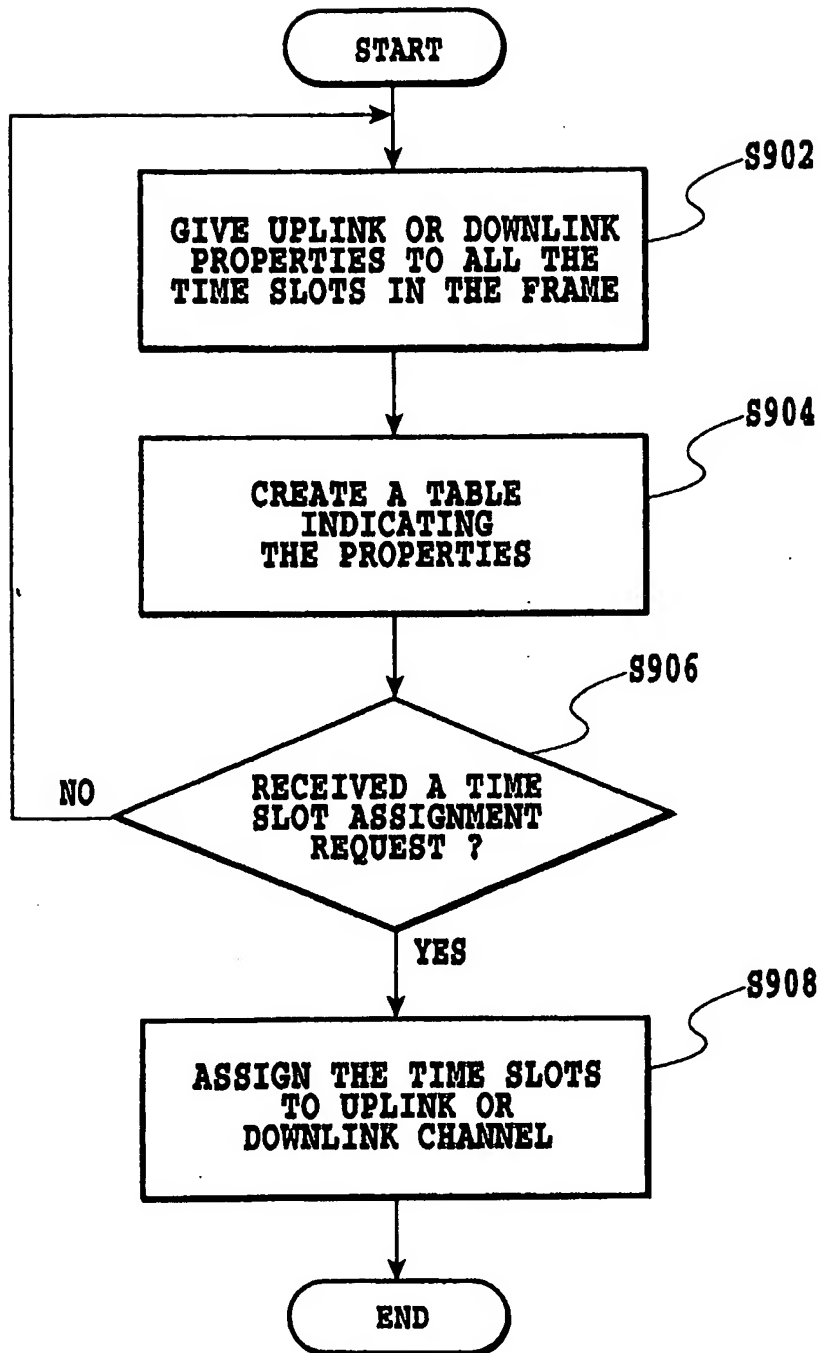 START
S902
GIVE UPLINK OR DOWNLINK
PROPERTIES TO ALL THE
TIME SLOTS IN THE FRAME
S904
CREATE A TABLE
INDICATING
THE PROPERTIES
S906
NO
RECEIVED A TIME
SLOT ASSIGNMENT
REQUEST ?
YES
S908
ASSIGN THE TIME SLOTS
TO UPLINK OR
DOWNLINK CHANNEL
END